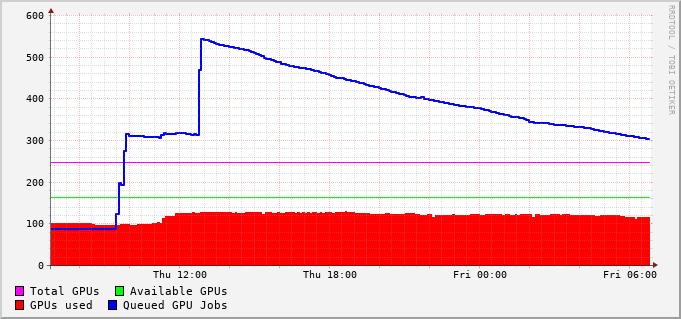 RRDTOOL / TOBI OETIKER
600
500
400
300
200
100
0
Thu 12:00 Thu 18:00 Fri 00:00 Fri 06:00
Total GPUs Available GPUs
GPUs used Queued GPU Jobs